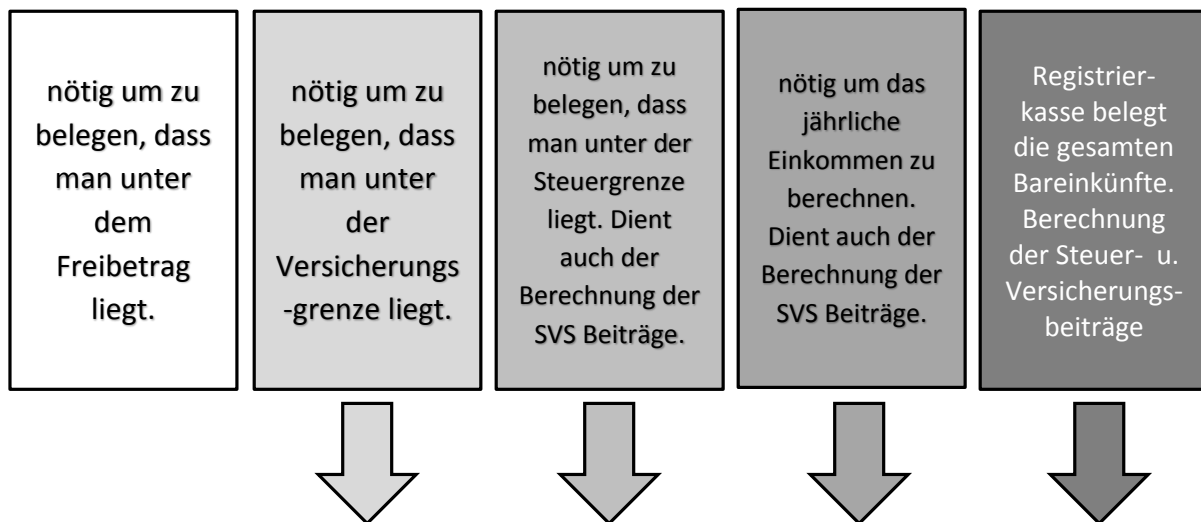 nötig um zu
belegen, dass
man unter
dem
Freibetrag
liegt.
nötig um zu
belegen, dass
man unter
der
Versicherungs
-grenze liegt.
nötig um zu
belegen, dass
man unter der
Steuergrenze
liegt. Dient
auch der
Berechnung der
SVS Beiträge.
nötig um das
jährliche
Einkommen zu
berechnen.
Dient auch der
Berechnung der
SVS Beiträge.
Registrier-
kasse belegt
die gesamten
Bareinkünfte.
Berechnung
der Steuer- u.
Versicherungs-
beiträge